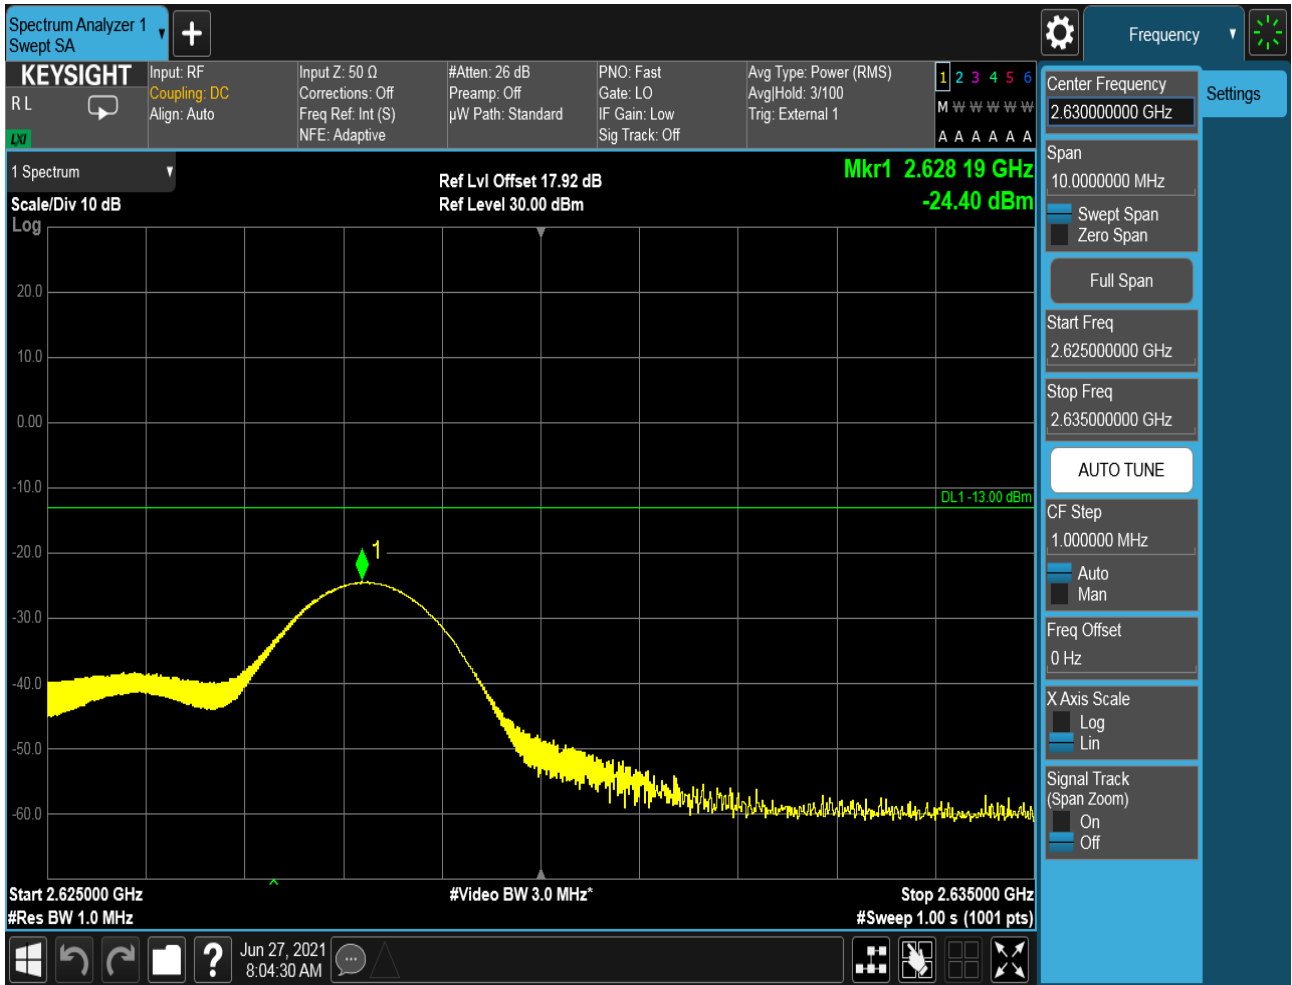 Spectrum Analyzer 1
Swept SA
+
Frequency
KEYSIGHT
R L
LXI
Input: RF
Coupling: DC
Align: Auto
Input Z: 50 Ω
Corrections: Off
Freq Ref: Int (S)
NFE: Adaptive
#Atten: 26 dB
Preamp: Off
µW Path: Standard
PNO: Fast
Gate: LO
IF Gain: Low
Sig Track: Off
Avg Type: Power (RMS)
Avg|Hold: 3/100
Trig: External 1
1 2 3 4 5 6
M W W W W W
A A A A A A
1 Spectrum
Scale/Div 10 dB
Log
Ref Lvl Offset 17.92 dB
Ref Level 30.00 dBm
Mkr1 2.628 19 GHz
-24.40 dBm
20.0
10.0
0.00
-10.0
-20.0
-30.0
-40.0
-50.0
-60.0
DL1 -13.00 dBm
1
Start 2.625000 GHz
#Res BW 1.0 MHz
#Video BW 3.0 MHz*
Stop 2.635000 GHz
#Sweep 1.00 s (1001 pts)
?
Jun 27, 2021
8:04:30 AM
Center Frequency
2.630000000 GHz
Settings
Span
10.0000000 MHz
Swept Span
Zero Span
Full Span
Start Freq
2.625000000 GHz
Stop Freq
2.635000000 GHz
AUTO TUNE
CF Step
1.000000 MHz
Auto
Man
Freq Offset
0 Hz
X Axis Scale
Log
Lin
Signal Track
(Span Zoom)
On
Off